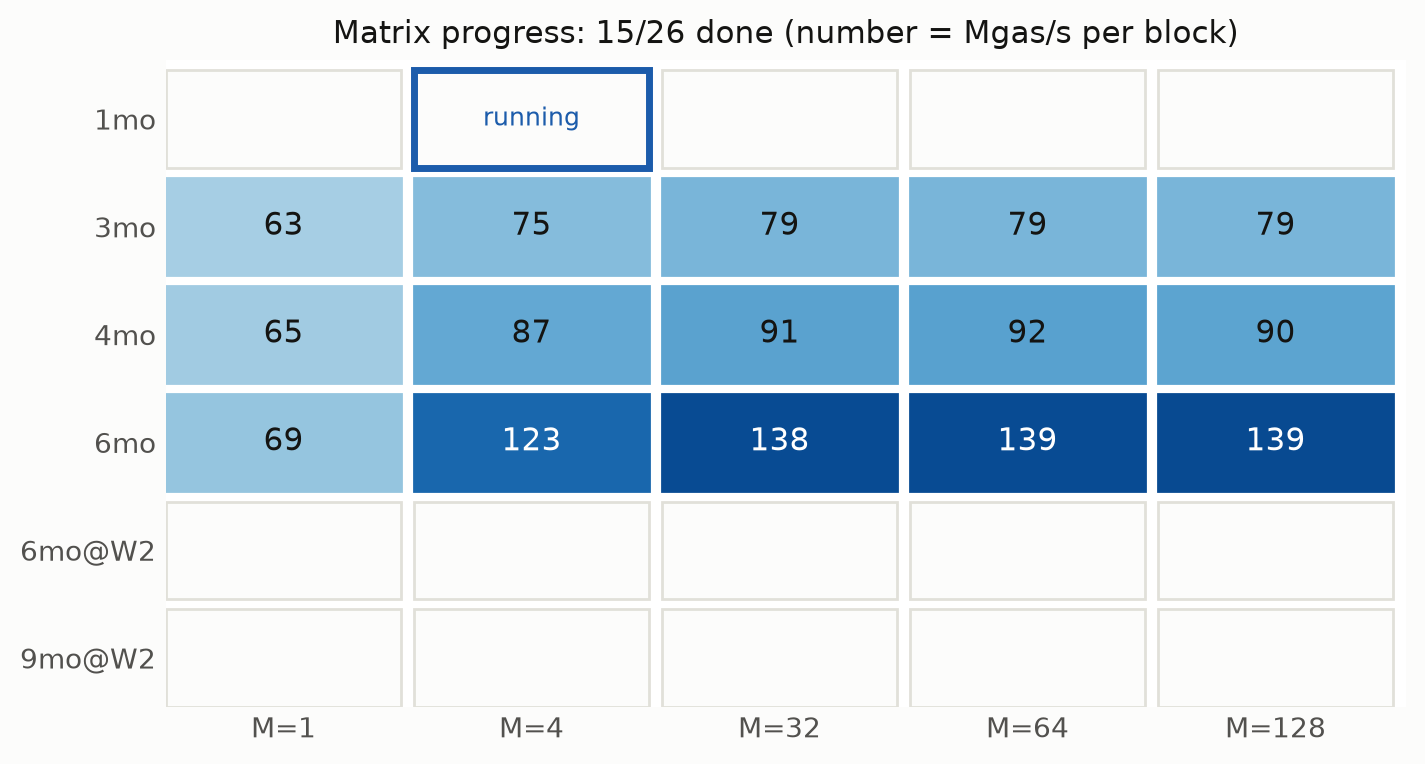 Matrix progress: 15/26 done (number = Mgas/s per block)
1mo running
3mo 63 75 79 79 79
4mo 65 87 91 92 90
6mo 69 123 138 139 139
6mo@W2
9mo@W2
M=1 M=4 M=32 M=64 M=128